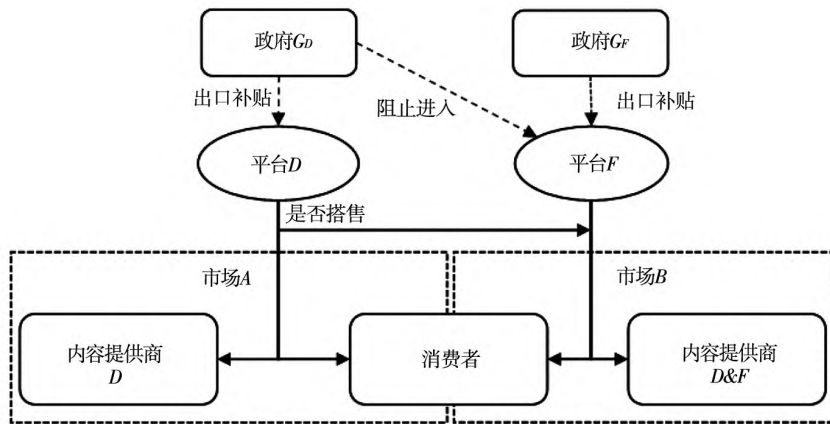 政府GD
政府GF
出口补贴
阻止进入
出口补贴
平台D
平台F
是否搭售
市场A
市场B
内容提供商
D
消费者
内容提供商
D&F